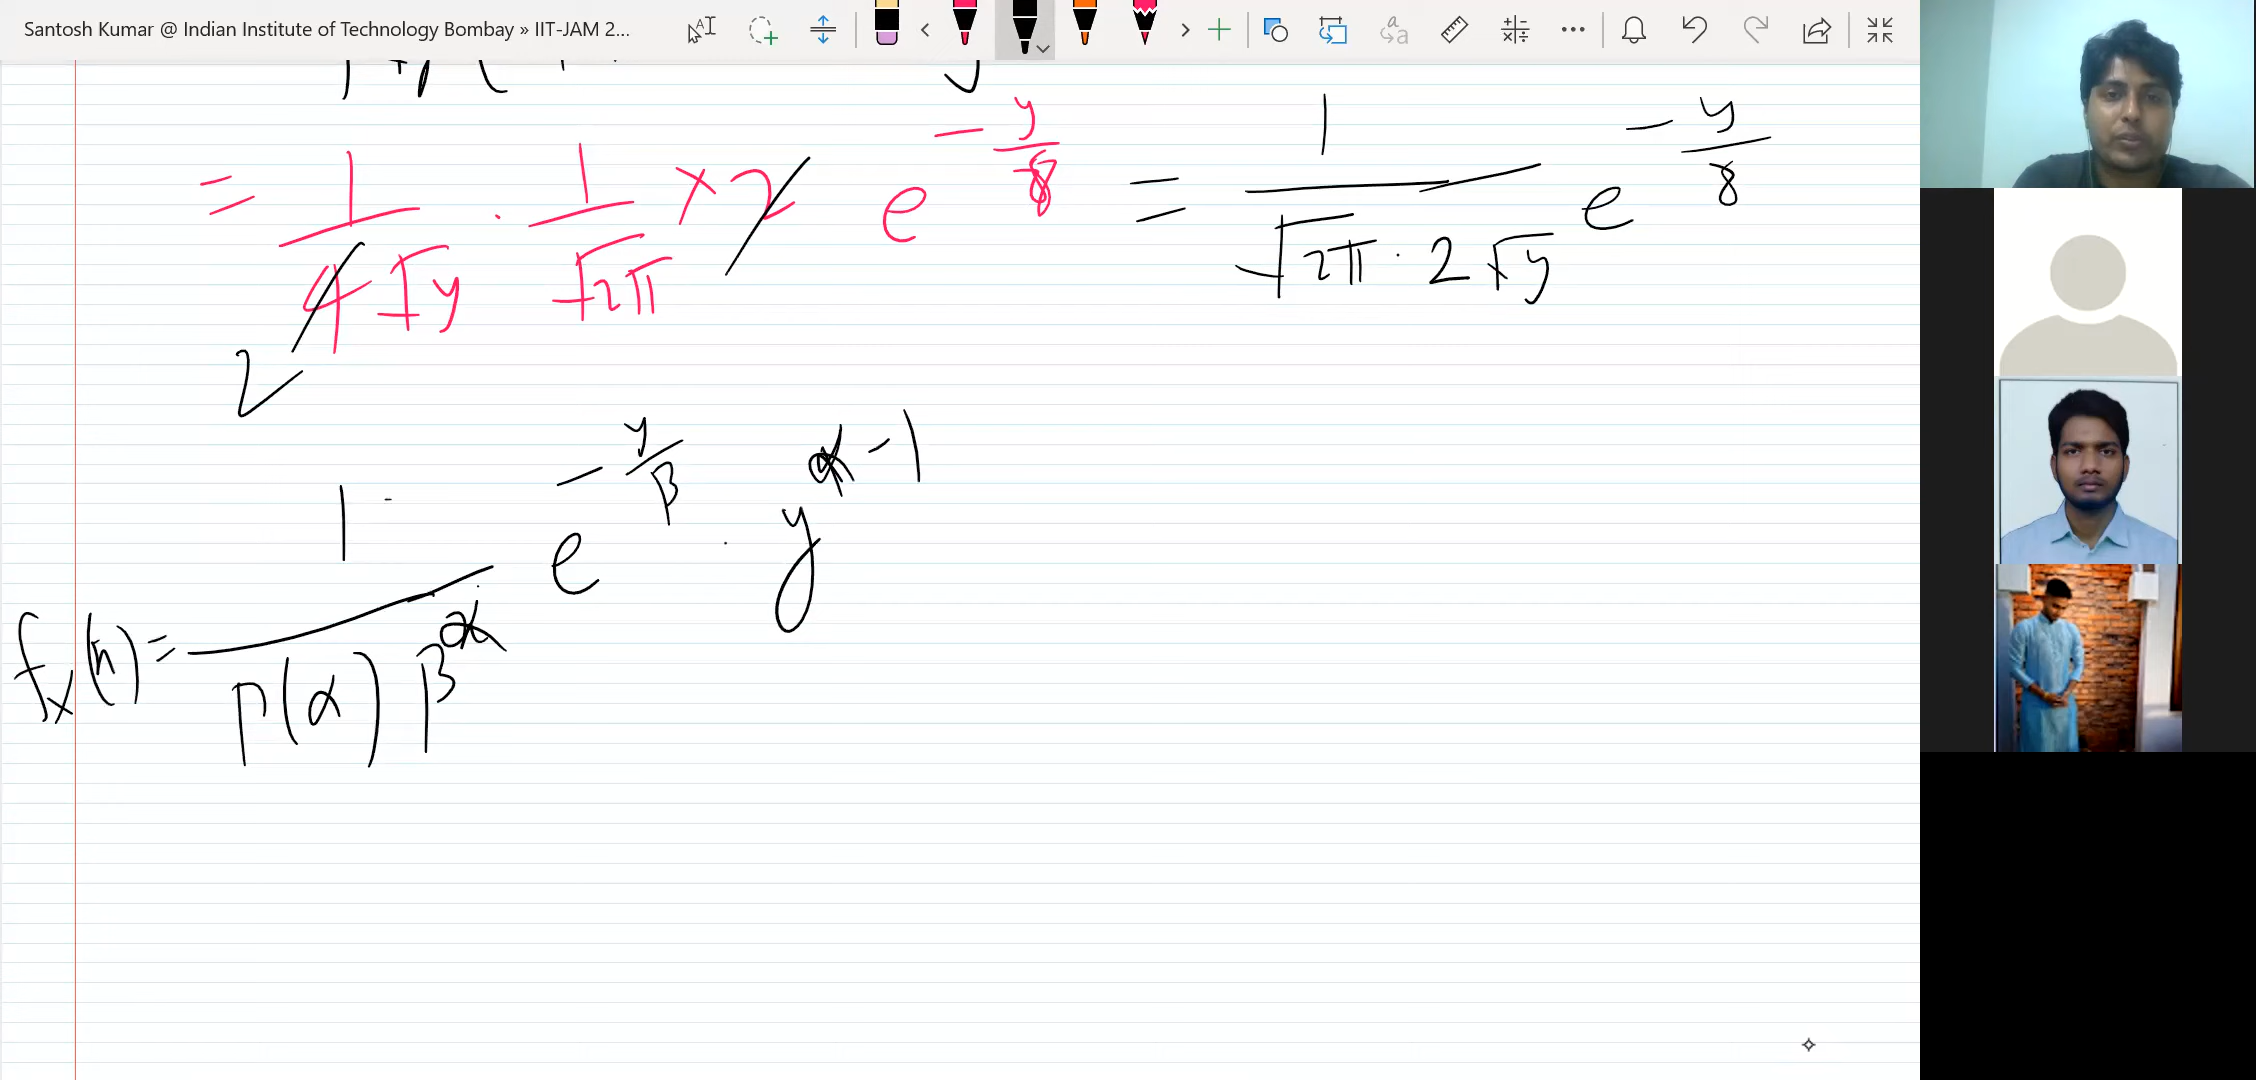 Santosh Kumar @ Indian Institute of Technology Bombay » IIT-JAM 2...
= 1/(4√y) · 1/√2π × 2 e^(-y/8) = 1/(√2π · 2√y) e^(-y/8)
2
f_X(x) = 1/(Γ(α) β^α) e^(-y/β) · y^(α-1)